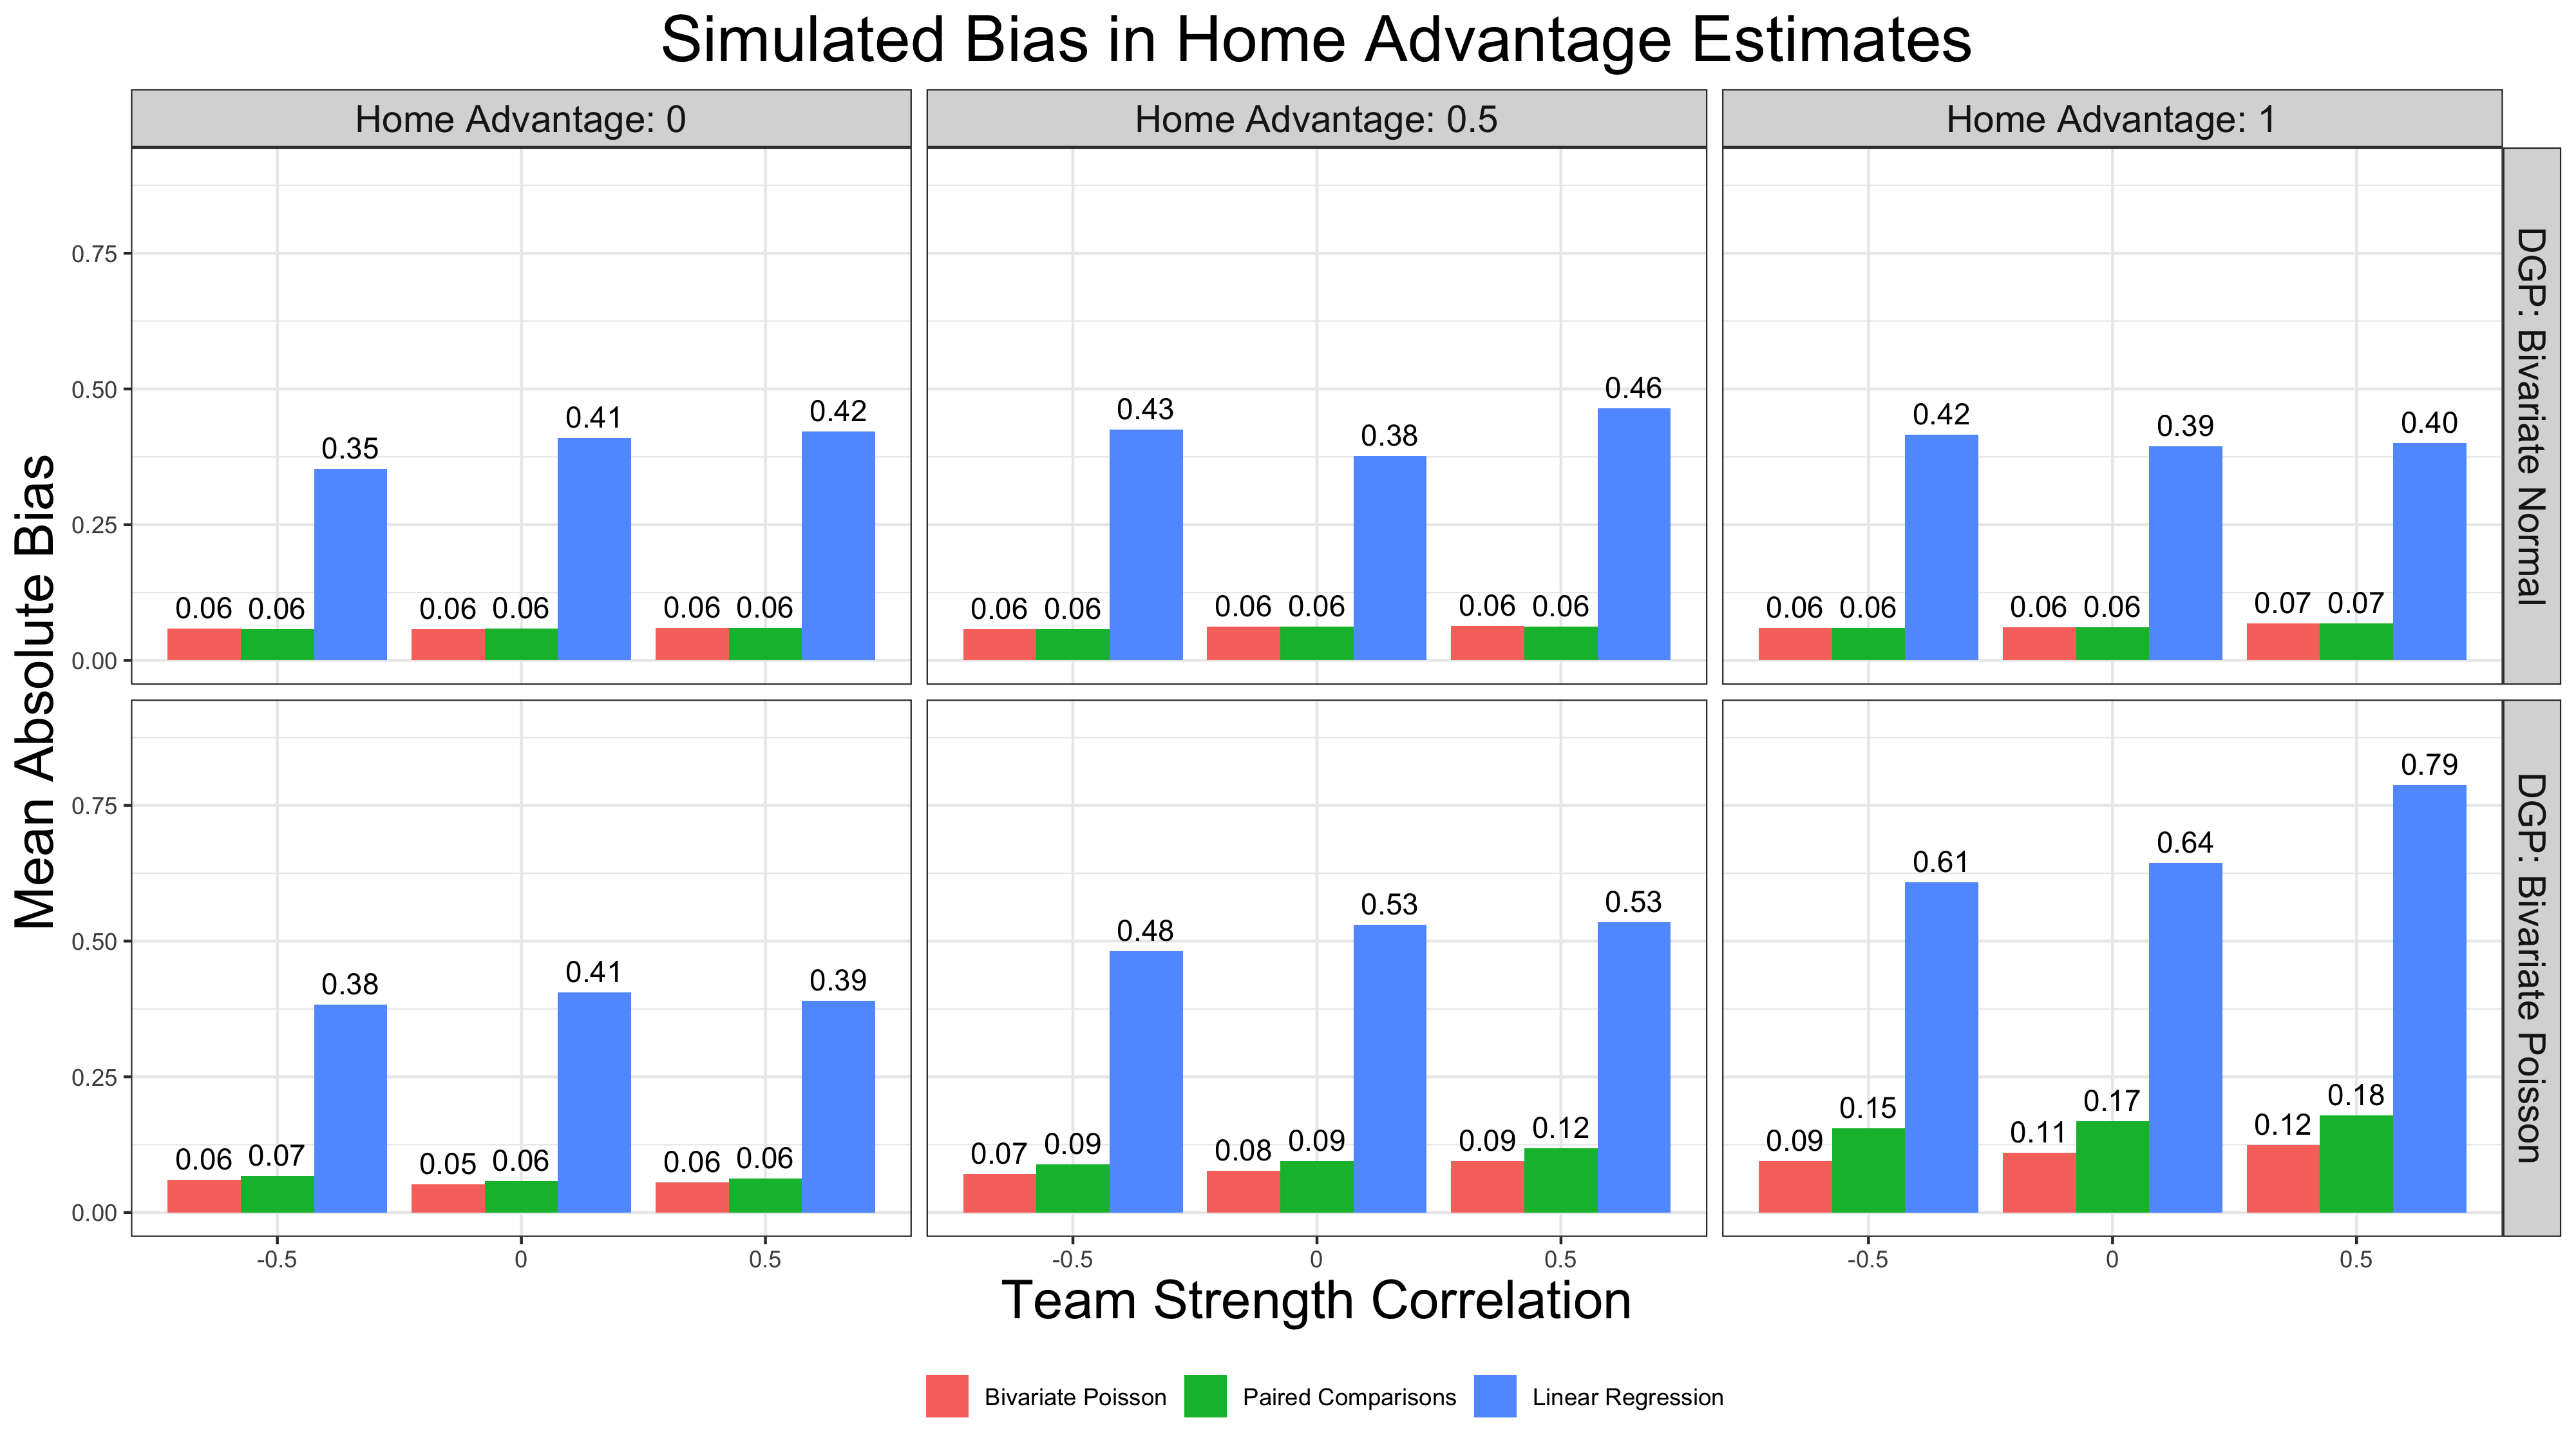 Simulated Bias in Home Advantage Estimates
Home Advantage: 0
Home Advantage: 0.5
Home Advantage: 1
DGP: Bivariate Normal
DGP: Bivariate Poisson
Mean Absolute Bias
0.75
0.50
0.25
0.00
0.06 0.06 0.35 0.06 0.06 0.41 0.06 0.06 0.42
0.06 0.06 0.43 0.06 0.06 0.38 0.06 0.06 0.46
0.06 0.06 0.42 0.06 0.06 0.39 0.07 0.07 0.40
0.75
0.50
0.25
0.00
0.06 0.07 0.38 0.05 0.06 0.41 0.06 0.06 0.39
0.07 0.09 0.48 0.08 0.09 0.53 0.09 0.12 0.53
0.09 0.15 0.61 0.11 0.17 0.64 0.12 0.18 0.79
-0.5 0 0.5
-0.5 0 0.5
-0.5 0 0.5
Team Strength Correlation
Bivariate Poisson Paired Comparisons Linear Regression